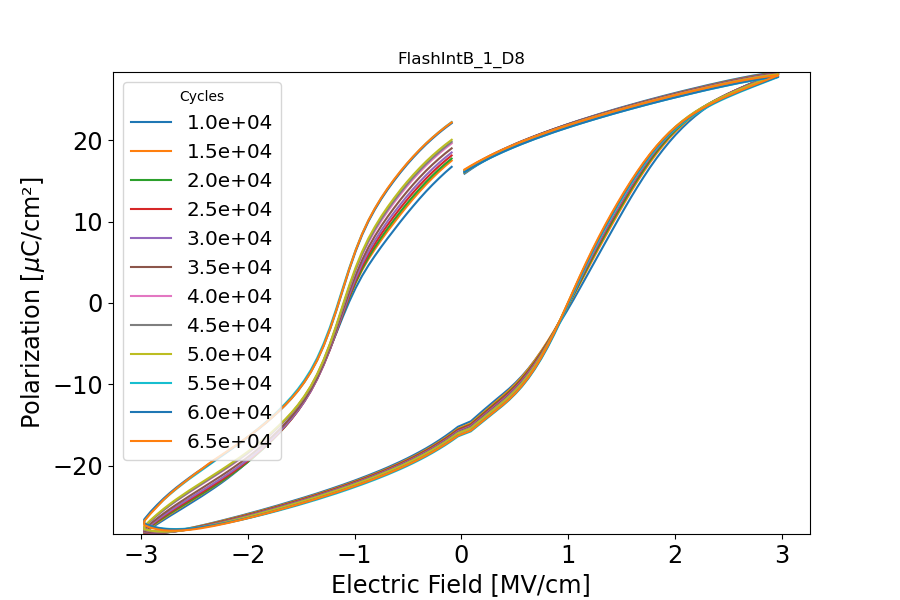 FlashIntB_1_D8
Cycles
1.0e+04
1.5e+04
2.0e+04
2.5e+04
3.0e+04
3.5e+04
4.0e+04
4.5e+04
5.0e+04
5.5e+04
6.0e+04
6.5e+04
Polarization [μC/cm²]
20
10
0
−10
−20
−3 −2 −1 0 1 2 3
Electric Field [MV/cm]